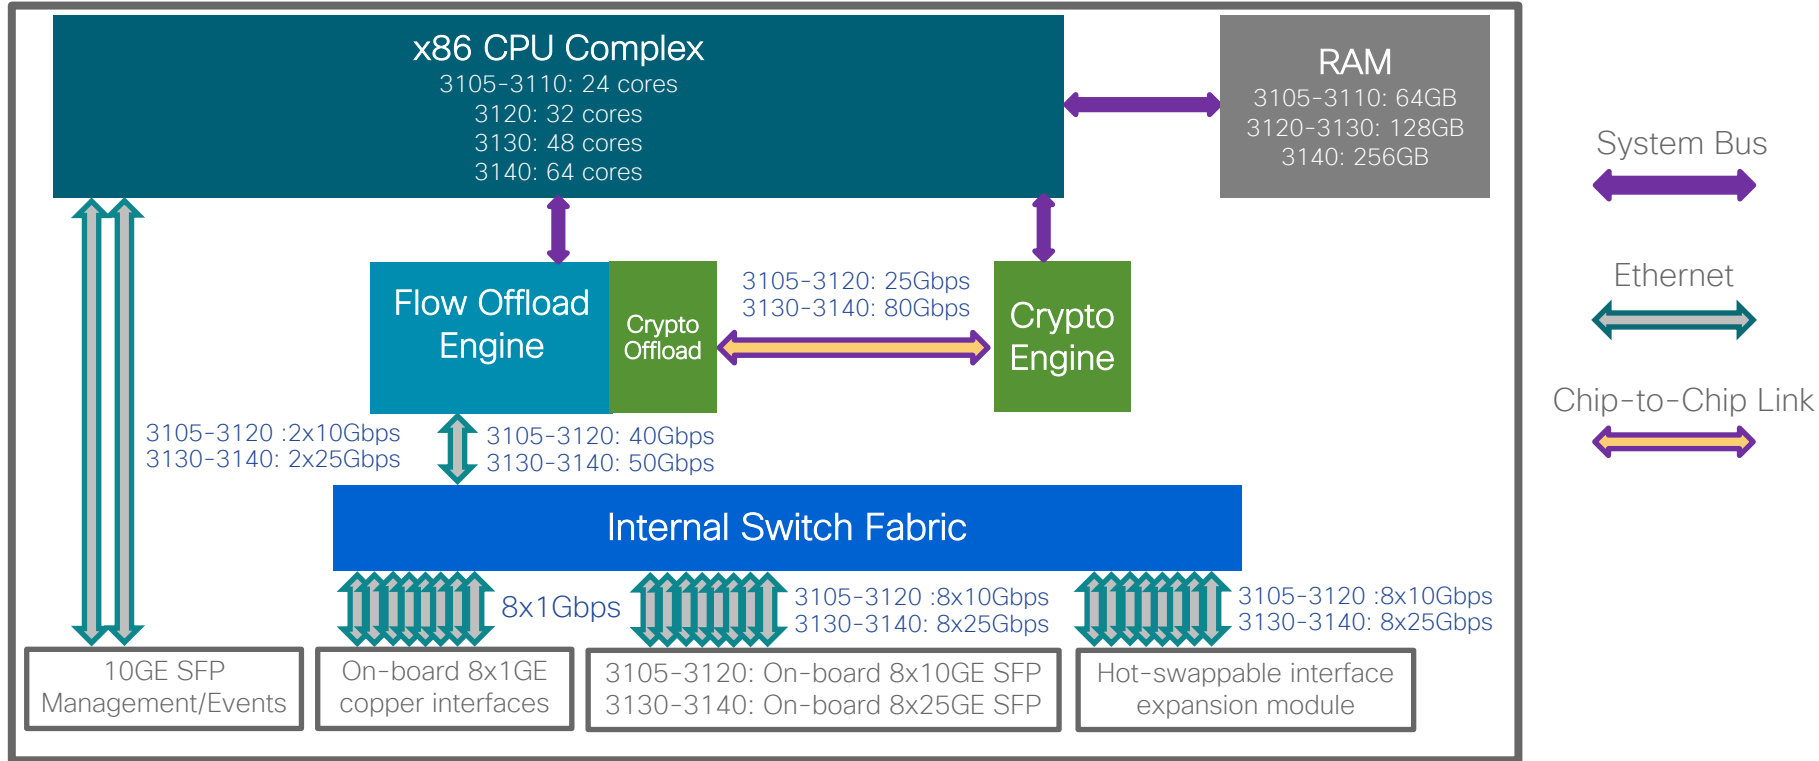 x86 CPU Complex
3105-3110: 24 cores
3120: 32 cores
3130: 48 cores
3140: 64 cores
RAM
3105-3110: 64GB
3120-3130: 128GB
3140: 256GB
System Bus
Ethernet
Chip-to-Chip Link
Flow Offload
Engine
Crypto
Offload
3105-3120: 25Gbps
3130-3140: 80Gbps
Crypto
Engine
3105-3120 :2x10Gbps
3130-3140: 2x25Gbps
3105-3120: 40Gbps
3130-3140: 50Gbps
Internal Switch Fabric
8x1Gbps
3105-3120 :8x10Gbps
3130-3140: 8x25Gbps
3105-3120 :8x10Gbps
3130-3140: 8x25Gbps
10GE SFP
Management/Events
On-board 8x1GE
copper interfaces
3105-3120: On-board 8x10GE SFP
3130-3140: On-board 8x25GE SFP
Hot-swappable interface
expansion module